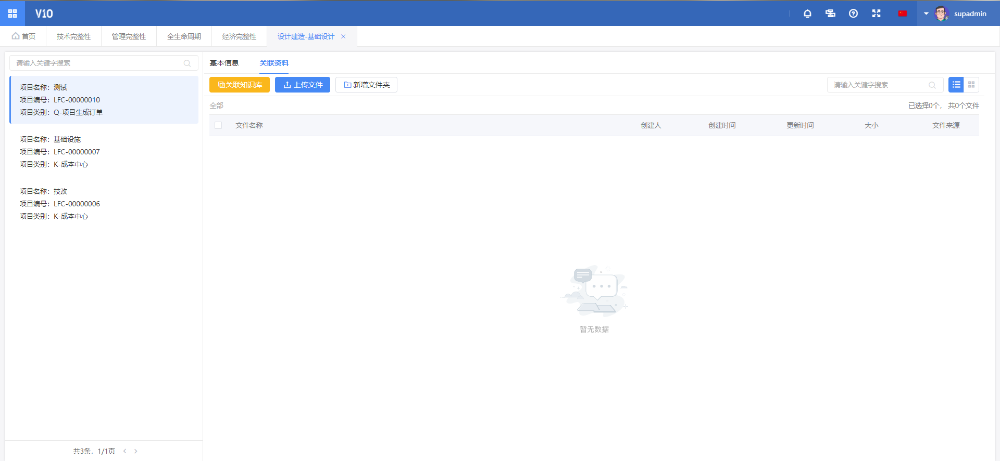 V10
supadmin
首页
技术完整性
管理完整性
全生命周期
经济完整性
设计建造-基础设计
请输入关键字搜索
项目名称：测试
项目编号：LFC-00000010
项目类别：Q-项目生成订单
项目名称：基础设施
项目编号：LFC-00000007
项目类别：K-成本中心
项目名称：技改
项目编号：LFC-00000006
项目类别：K-成本中心
共3条，1/1页
基本信息
关联资料
关联知识库
上传文件
新增文件夹
请输入关键字搜索
全部
已选择0个， 共0个文件
文件名称
创建人
创建时间
更新时间
大小
文件来源
暂无数据